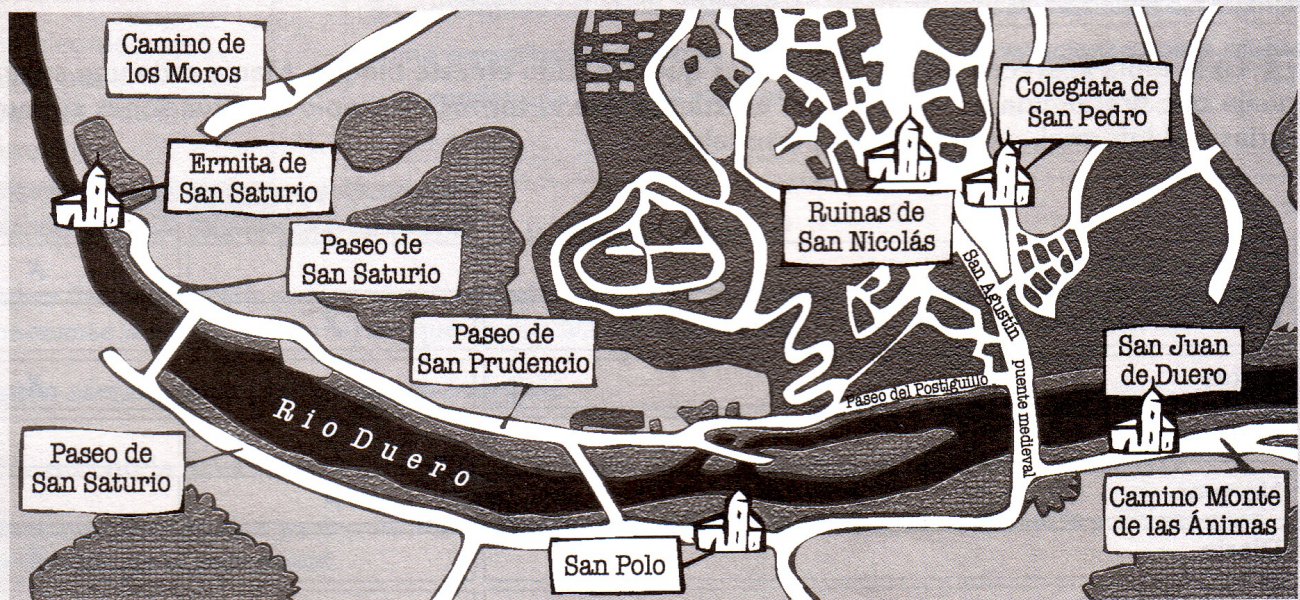 Camino de
los Moros
Colegiata de
San Pedro
Ermita de
San Saturio
Ruinas de
San Nicolás
Paseo de
San Saturio
San Agustín
Paseo de
San Prudencio
San Juan
de Duero
Paseo del Postiguillo
puente medieval
Rio Duero
Paseo de
San Saturio
Camino Monte
de las Ánimas
San Polo